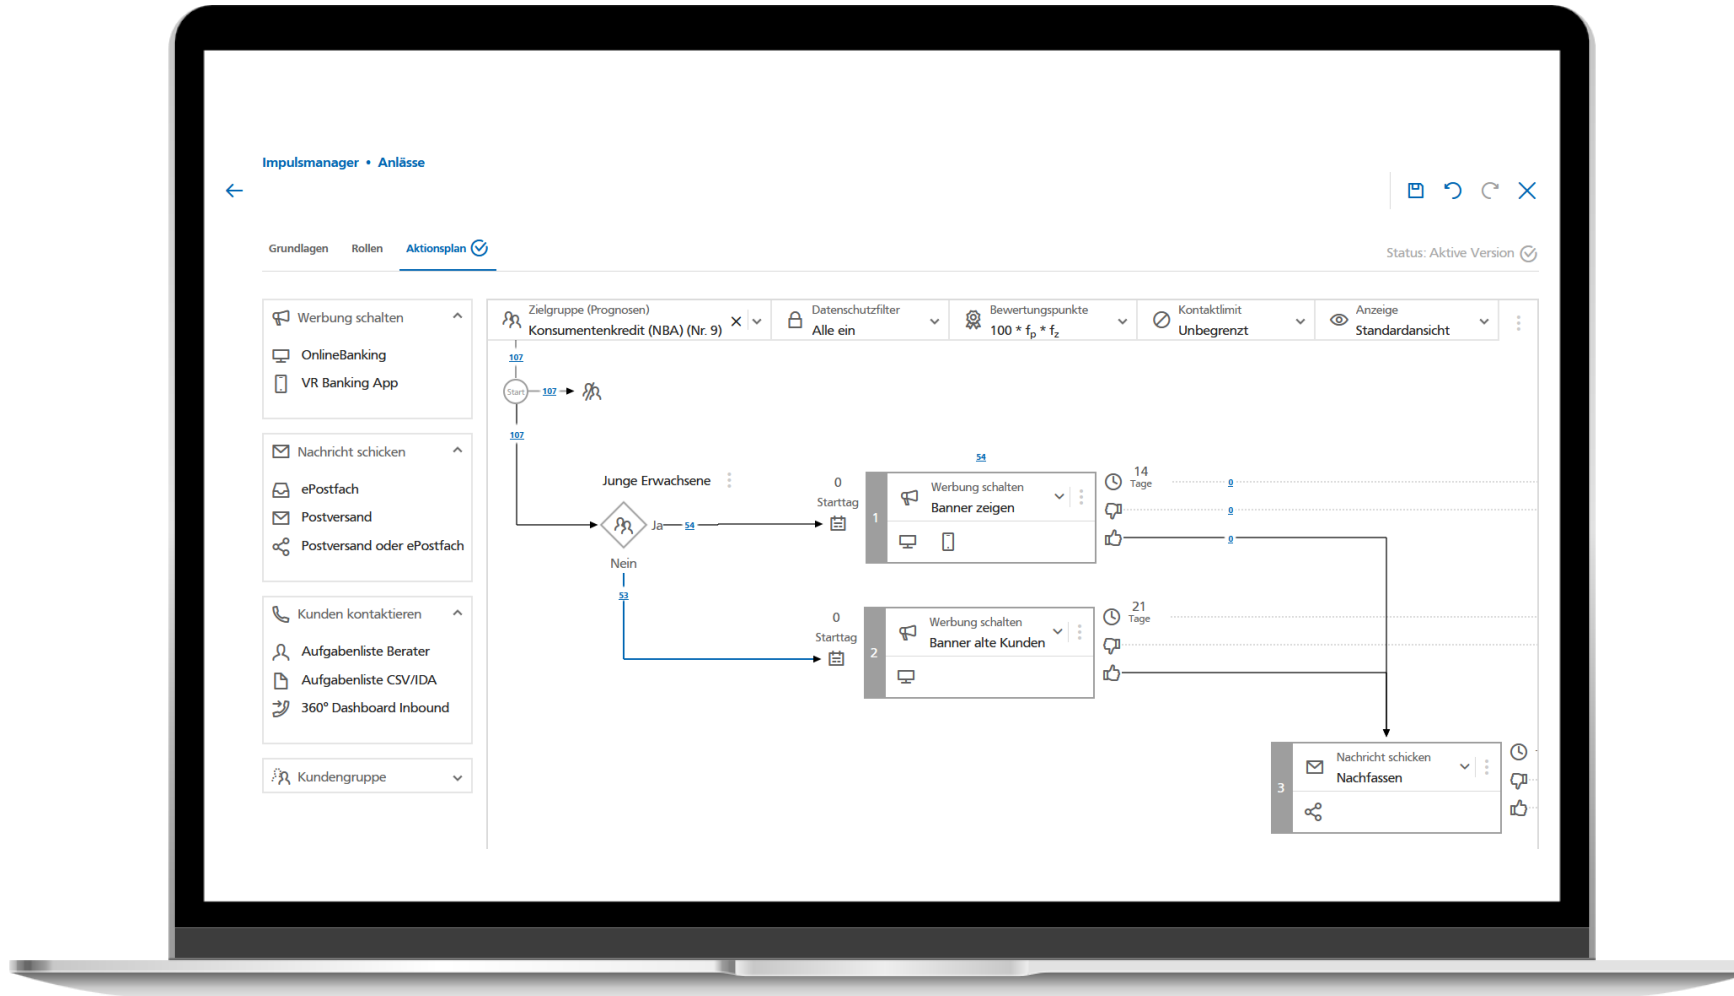 Impulsmanager • Anlässe
Grundlagen Rollen Aktionsplan
Status: Aktive Version
Werbung schalten
OnlineBanking
VR Banking App
Nachricht schicken
ePostfach
Postversand
Postversand oder ePostfach
Kunden kontaktieren
Aufgabenliste Berater
Aufgabenliste CSV/IDA
360° Dashboard Inbound
Kundengruppe
Zielgruppe (Prognosen)
Konsumentenkredit (NBA) (Nr. 9)
Datenschutzfilter
Alle ein
Bewertungspunkte
100 * fp * fz
Kontaktlimit
Unbegrenzt
Anzeige
Standardansicht
107
Start 107
107
Junge Erwachsene
Ja 54
Nein
53
0
Starttag
54
1
Werbung schalten
Banner zeigen
14
Tage
0
0
0
0
Starttag
2
Werbung schalten
Banner alte Kunden
21
Tage
3
Nachricht schicken
Nachfassen